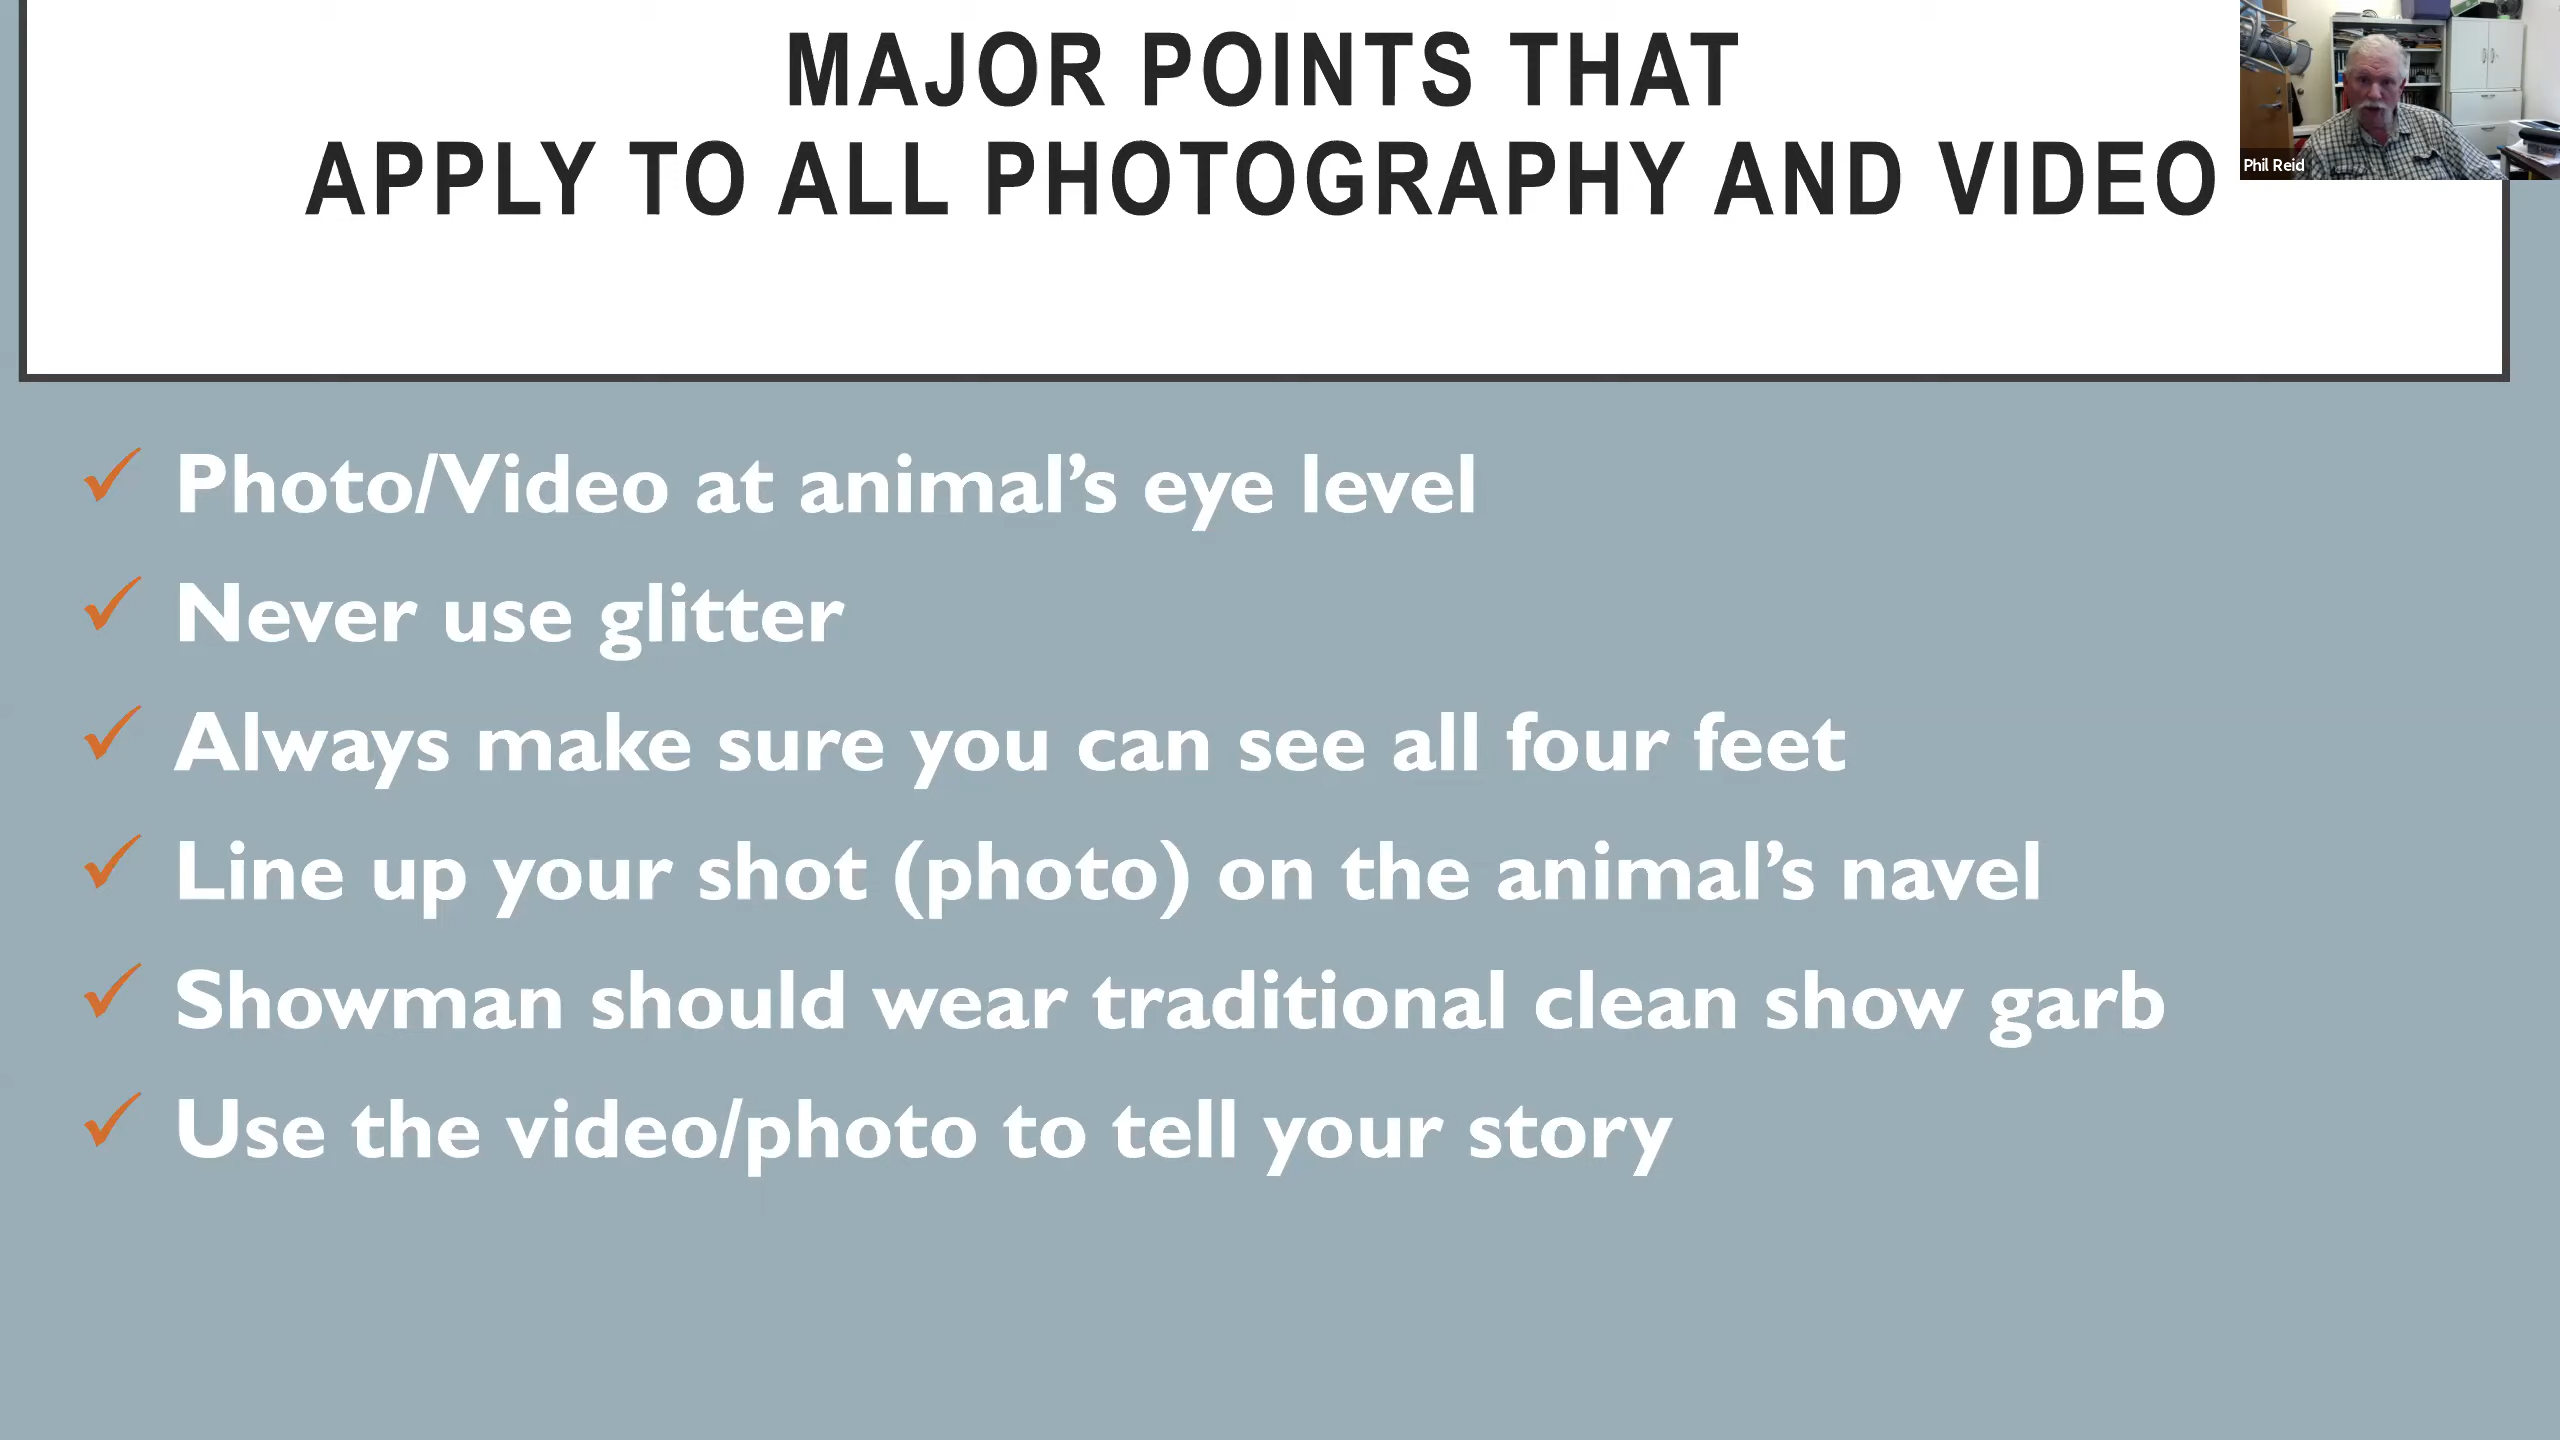 MAJOR POINTS THAT
APPLY TO ALL PHOTOGRAPHY AND VIDEO
Phil Reid
✓ Photo/Video at animal’s eye level
✓ Never use glitter
✓ Always make sure you can see all four feet
✓ Line up your shot (photo) on the animal’s navel
✓ Showman should wear traditional clean show garb
✓ Use the video/photo to tell your story